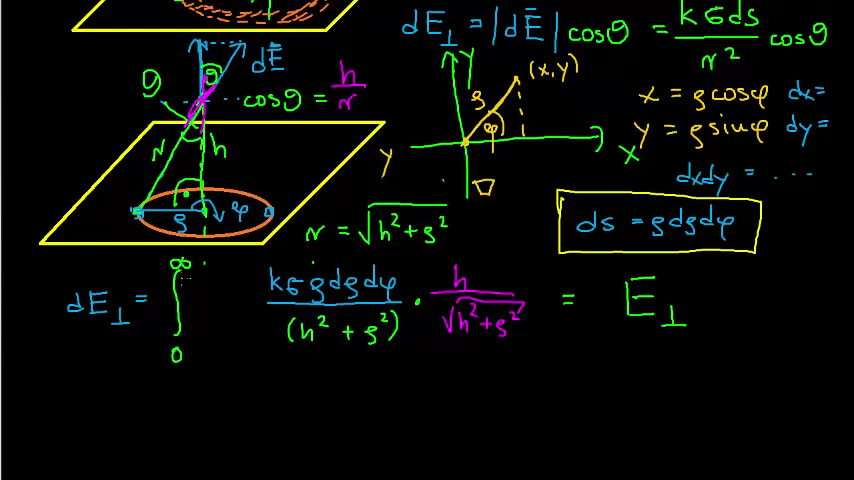 dE⊥ = |dĒ| cosθ = kσds / r² cosθ
dĒ
θ
θ
cosθ = h / r
y
(x, y)
ρ
φ
x
x = ρcosφ dx=
y = ρsinφ dy=
dxdy = ....
ds = ρdρdφ
r
h
y
ρ
φ
r = √h² + ρ²
dE⊥ = ∫ 0 ∞ kσρdρdφ / (h² + ρ²) · h / √h² + ρ² = E⊥